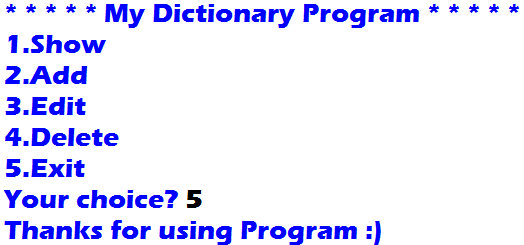 * * * * * My Dictionary Program * * * * *
1.Show
2.Add
3.Edit
4.Delete
5.Exit
Your choice? 5
Thanks for using Program :)